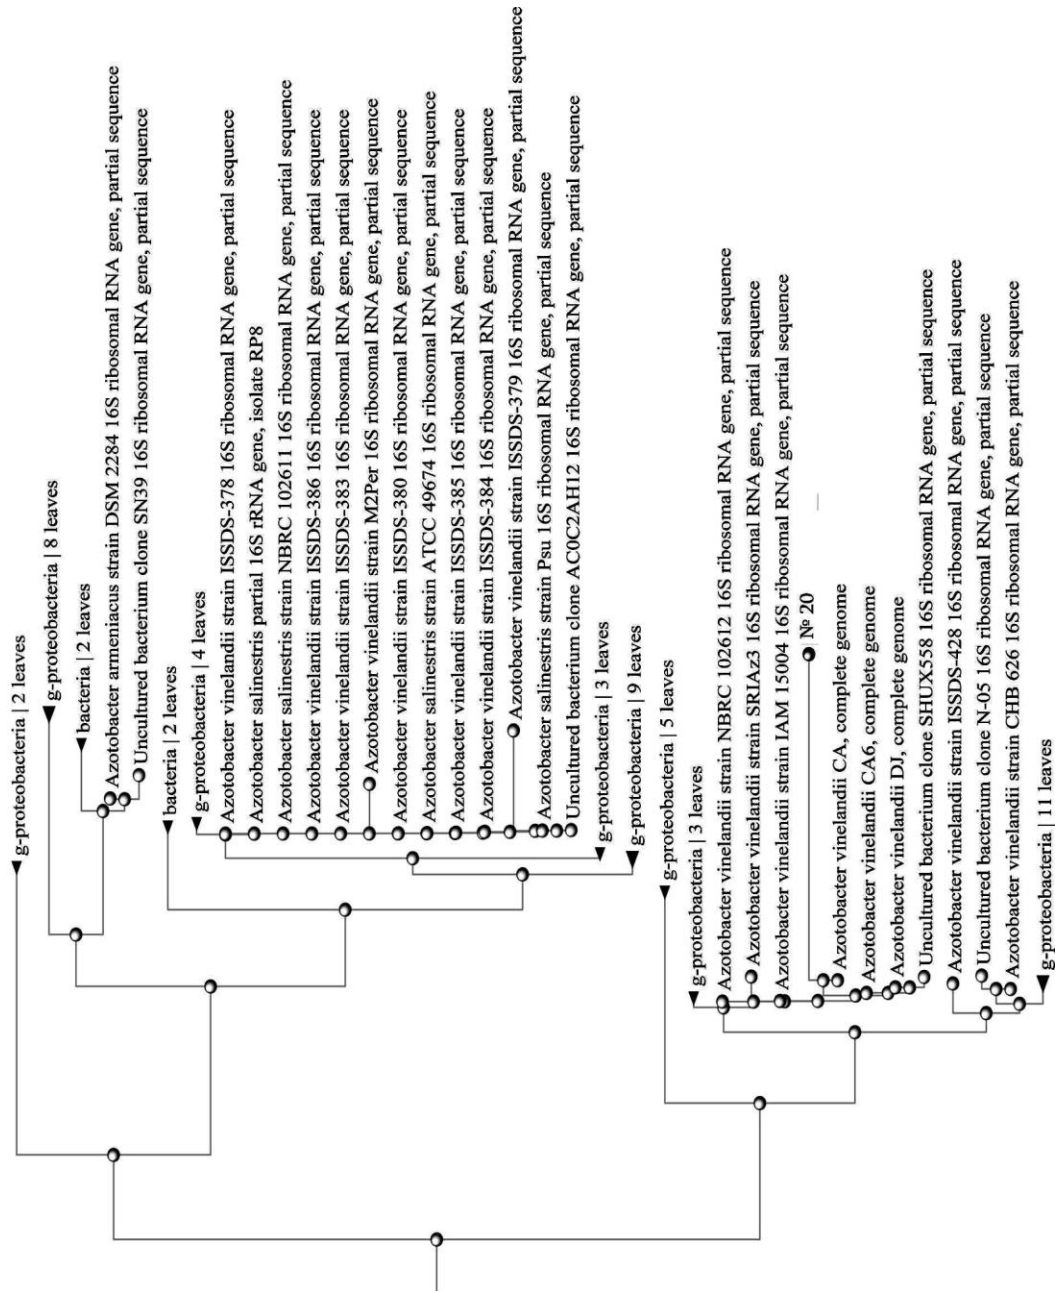 g-proteobacteria | 2 leaves
g-proteobacteria | 8 leaves
bacteria | 2 leaves
Azotobacter armeniacus strain DSM 2284 16S ribosomal RNA gene, partial sequence
Uncultured bacterium clone SN39 16S ribosomal RNA gene, partial sequence
bacteria | 2 leaves
g-proteobacteria | 4 leaves
Azotobacter vinelandii strain ISSDS-378 16S ribosomal RNA gene, partial sequence
Azotobacter salinestris partial 16S rRNA gene, isolate RP8
Azotobacter salinestris strain NBRC 102611 16S ribosomal RNA gene, partial sequence
Azotobacter vinelandii strain ISSDS-386 16S ribosomal RNA gene, partial sequence
Azotobacter vinelandii strain ISSDS-383 16S ribosomal RNA gene, partial sequence
Azotobacter vinelandii strain M2Per 16S ribosomal RNA gene, partial sequence
Azotobacter vinelandii strain ISSDS-380 16S ribosomal RNA gene, partial sequence
Azotobacter salinestris strain ATCC 49674 16S ribosomal RNA gene, partial sequence
Azotobacter vinelandii strain ISSDS-385 16S ribosomal RNA gene, partial sequence
Azotobacter vinelandii strain ISSDS-384 16S ribosomal RNA gene, partial sequence
Azotobacter vinelandii strain ISSDS-379 16S ribosomal RNA gene, partial sequence
Azotobacter salinestris strain Psu 16S ribosomal RNA gene, partial sequence
Uncultured bacterium clone AC0C2AH12 16S ribosomal RNA gene, partial sequence
g-proteobacteria | 3 leaves
g-proteobacteria | 9 leaves
g-proteobacteria | 5 leaves
g-proteobacteria | 3 leaves
Azotobacter vinelandii strain NBRC 102612 16S ribosomal RNA gene, partial sequence
Azotobacter vinelandii strain SRIAz3 16S ribosomal RNA gene, partial sequence
Azotobacter vinelandii strain IAM 15004 16S ribosomal RNA gene, partial sequence
№ 20
Azotobacter vinelandii CA, complete genome
Azotobacter vinelandii CA6, complete genome
Azotobacter vinelandii DJ, complete genome
Uncultured bacterium clone SHUX558 16S ribosomal RNA gene, partial sequence
Azotobacter vinelandii strain ISSDS-428 16S ribosomal RNA gene, partial sequence
Uncultured bacterium clone N-05 16S ribosomal RNA gene, partial sequence
Azotobacter vinelandii strain CHB 626 16S ribosomal RNA gene, partial sequence
g-proteobacteria | 11 leaves